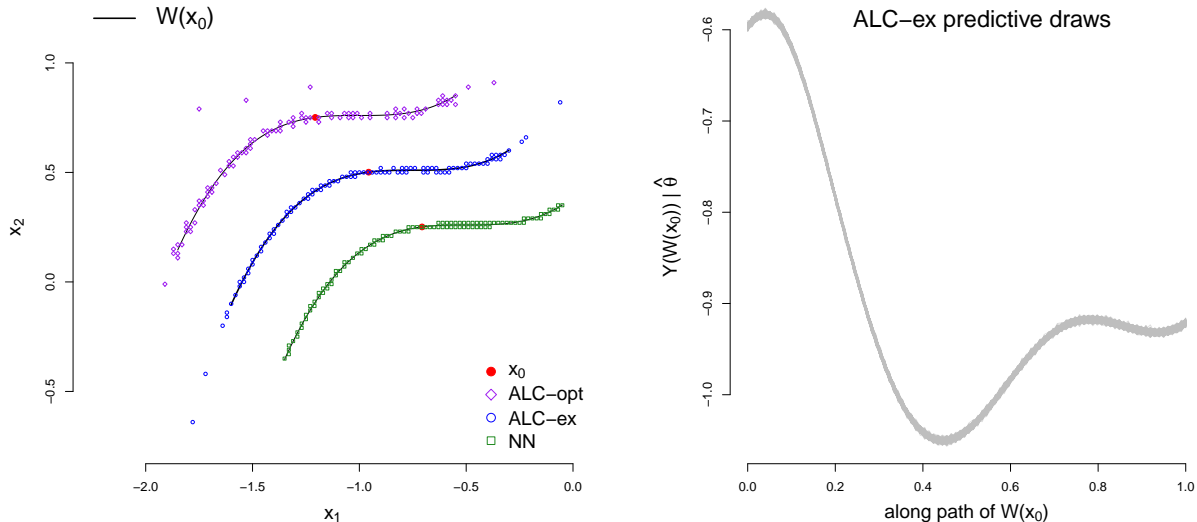 W(x₀)
1.0
0.5
0.0
−0.5
x₂
−2.0 −1.5 −1.0 −0.5 0.0
x₁
x₀
ALC−opt
ALC−ex
NN
ALC−ex predictive draws
−0.6
−0.7
−0.8
−0.9
−1.0
Y(W(x₀)) | θ̂
0.0 0.2 0.4 0.6 0.8 1.0
along path of W(x₀)